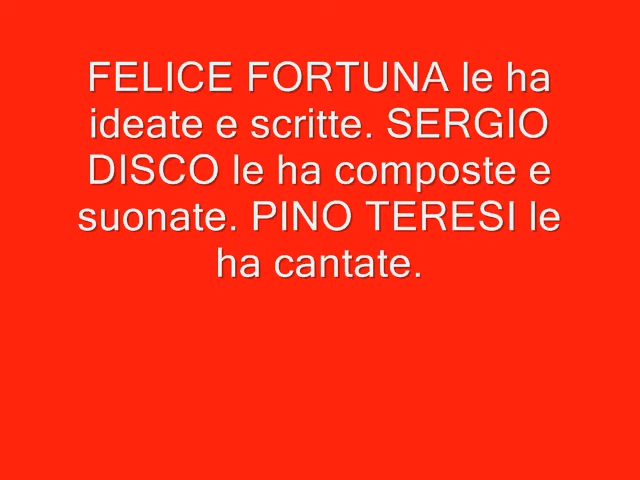 FELICE FORTUNA le ha
ideate e scritte. SERGIO
DISCO le ha composte e
suonate. PINO TERESI le
ha cantate.